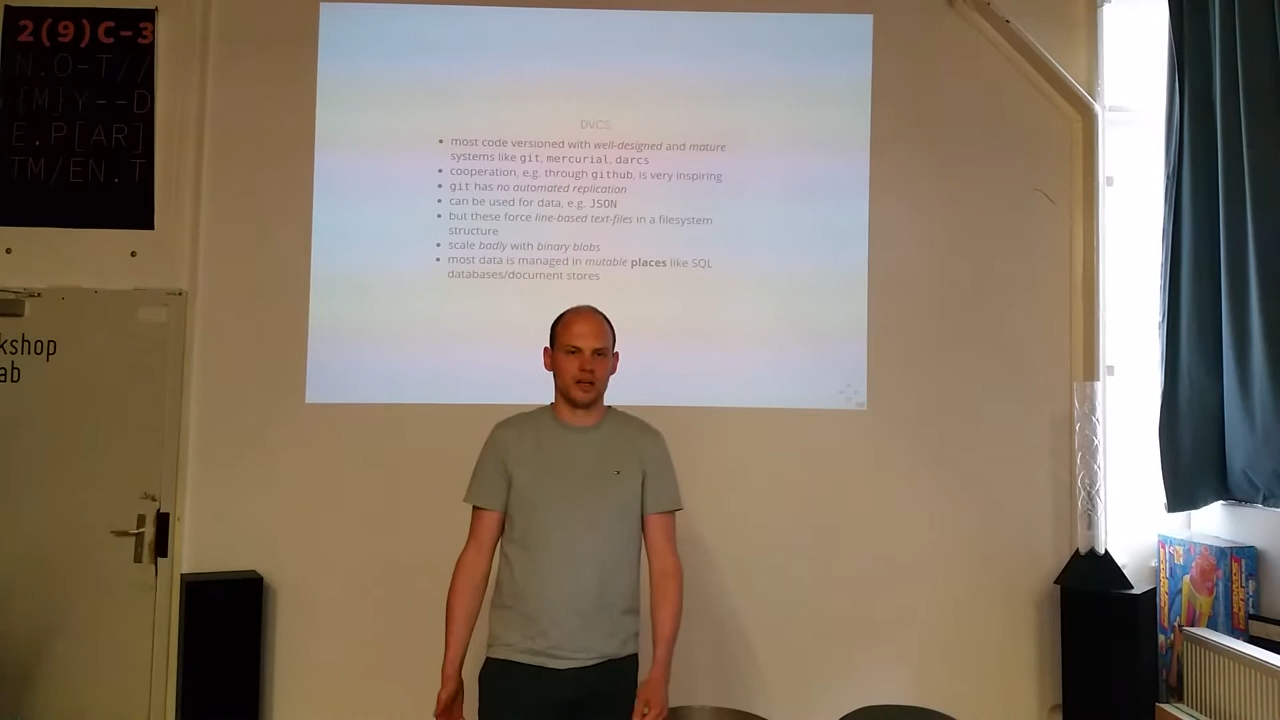 2(9)C-3
N.O-T//
{M}Y--D
E.P[AR]
TM/EN.T
kshop
ab
DVCS
most code versioned with well-designed and mature
systems like git, mercurial, darcs
cooperation, e.g. through github, is very inspiring
git has no automated replication
can be used for data, e.g. JSON
but these force line-based text-files in a filesystem
structure
scale badly with binary blobs
most data is managed in mutable places like SQL
databases/document stores